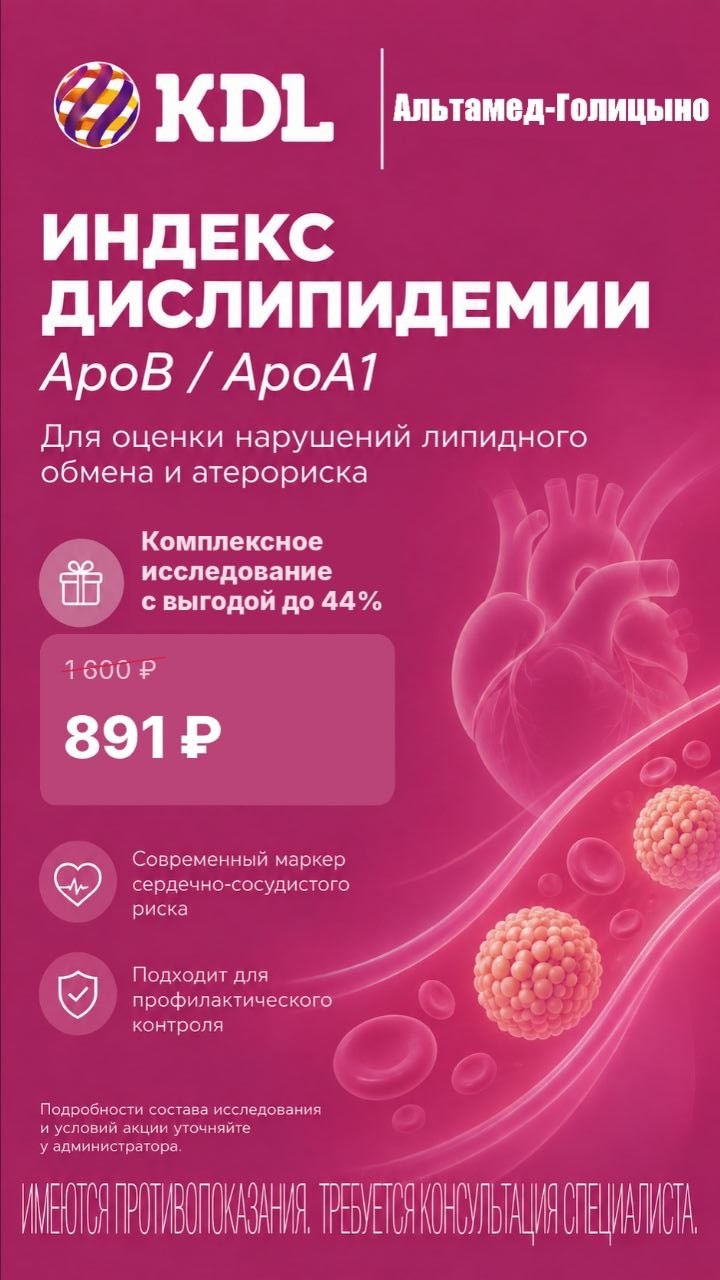 KDL
Альтамед-Голицыно
ИНДЕКС
ДИСЛИПИДЕМИИ
ApoB / ApoA1
Для оценки нарушений липидного
обмена и атерориска
Комплексное
исследование
с выгодой до 44%
1 600 ₽
891 ₽
Современный маркер
сердечно-сосудистого
риска
Подходит для
профилактического
контроля
Подробности состава исследования
и условий акции уточняйте
у администратора.
ИМЕЮТСЯ ПРОТИВОПОКАЗАНИЯ. ТРЕБУЕТСЯ КОНСУЛЬТАЦИЯ СПЕЦИАЛИСТА.